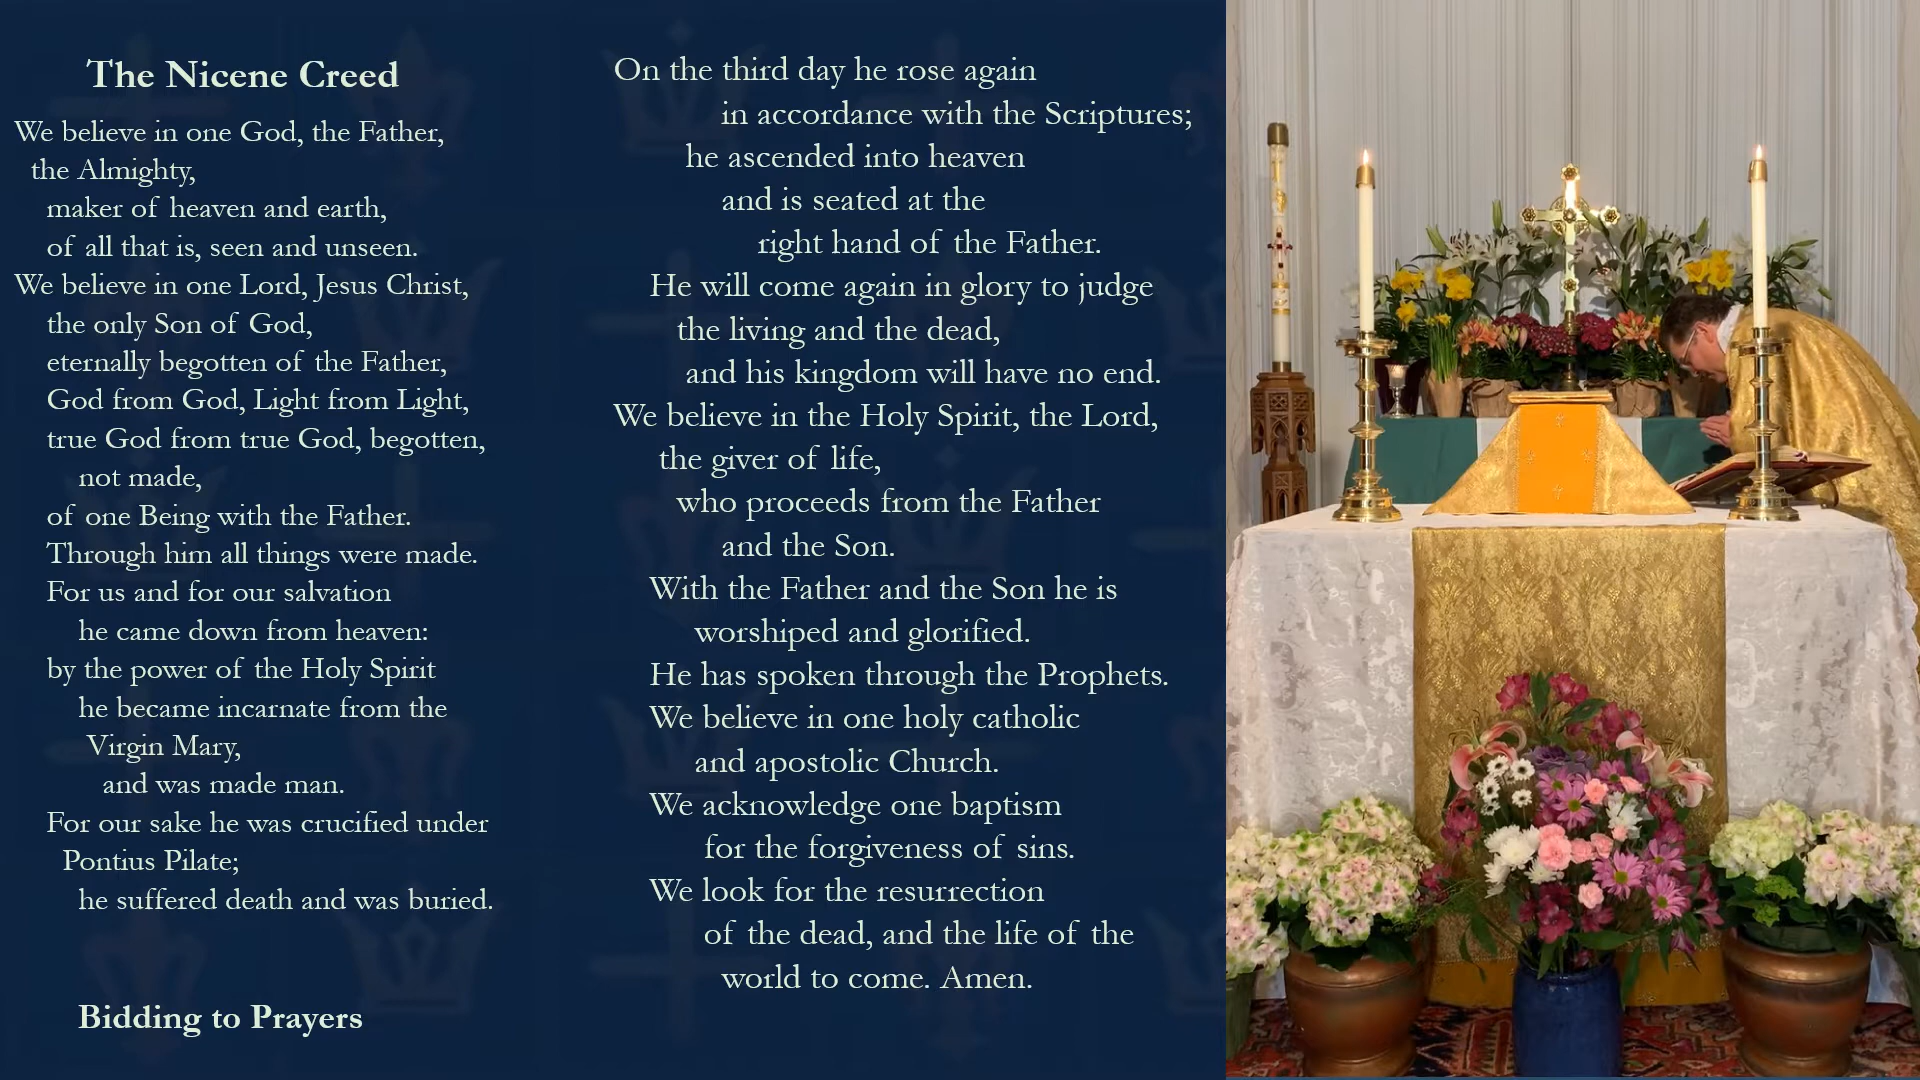 The Nicene Creed
We believe in one God, the Father,
the Almighty,
maker of heaven and earth,
of all that is, seen and unseen.
We believe in one Lord, Jesus Christ,
the only Son of God,
eternally begotten of the Father,
God from God, Light from Light,
true God from true God, begotten,
not made,
of one Being with the Father.
Through him all things were made.
For us and for our salvation
he came down from heaven:
by the power of the Holy Spirit
he became incarnate from the
Virgin Mary,
and was made man.
For our sake he was crucified under
Pontius Pilate;
he suffered death and was buried.
Bidding to Prayers
On the third day he rose again
in accordance with the Scriptures;
he ascended into heaven
and is seated at the
right hand of the Father.
He will come again in glory to judge
the living and the dead,
and his kingdom will have no end.
We believe in the Holy Spirit, the Lord,
the giver of life,
who proceeds from the Father
and the Son.
With the Father and the Son he is
worshiped and glorified.
He has spoken through the Prophets.
We believe in one holy catholic
and apostolic Church.
We acknowledge one baptism
for the forgiveness of sins.
We look for the resurrection
of the dead, and the life of the
world to come. Amen.